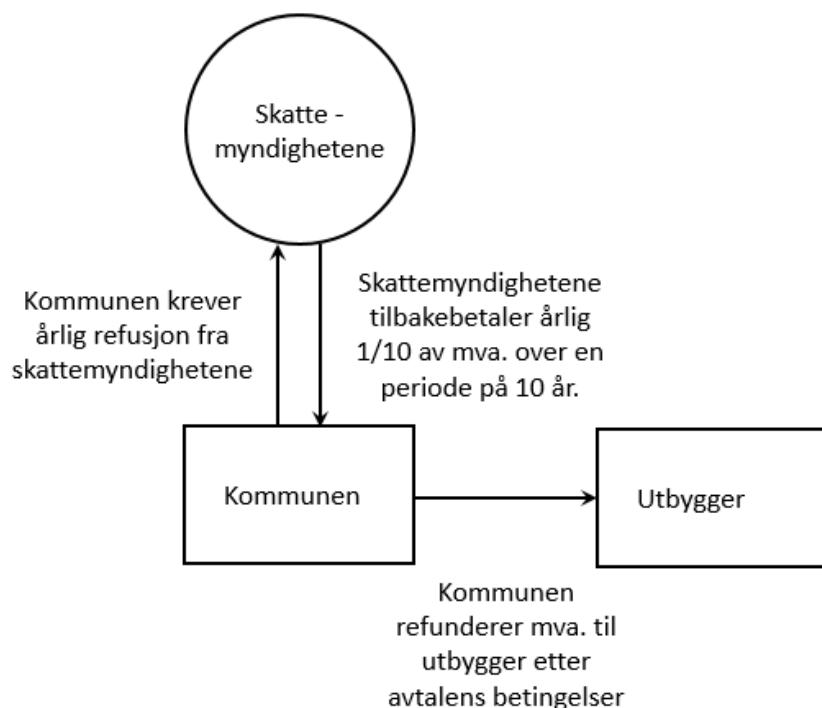 Skatte -
myndighetene
Kommunen krever
årlig refusjon fra
skattemyndighetene
Skattemyndighetene
tilbakebetaler årlig
1/10 av mva. over en
periode på 10 år.
Kommunen
Utbygger
Kommunen
refunderer mva. til
utbygger etter
avtalens betingelser